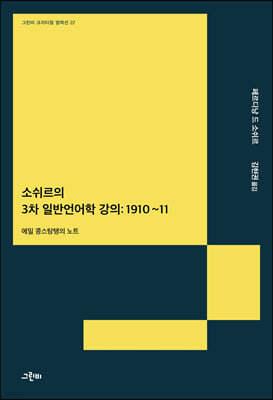 그린비 크리티컬 컬렉션 27
페르디낭 드 소쉬르
김현권 옮김
소쉬르의
3차 일반언어학 강의: 1910~11
에밀 콩스탕탱의 노트
그린비